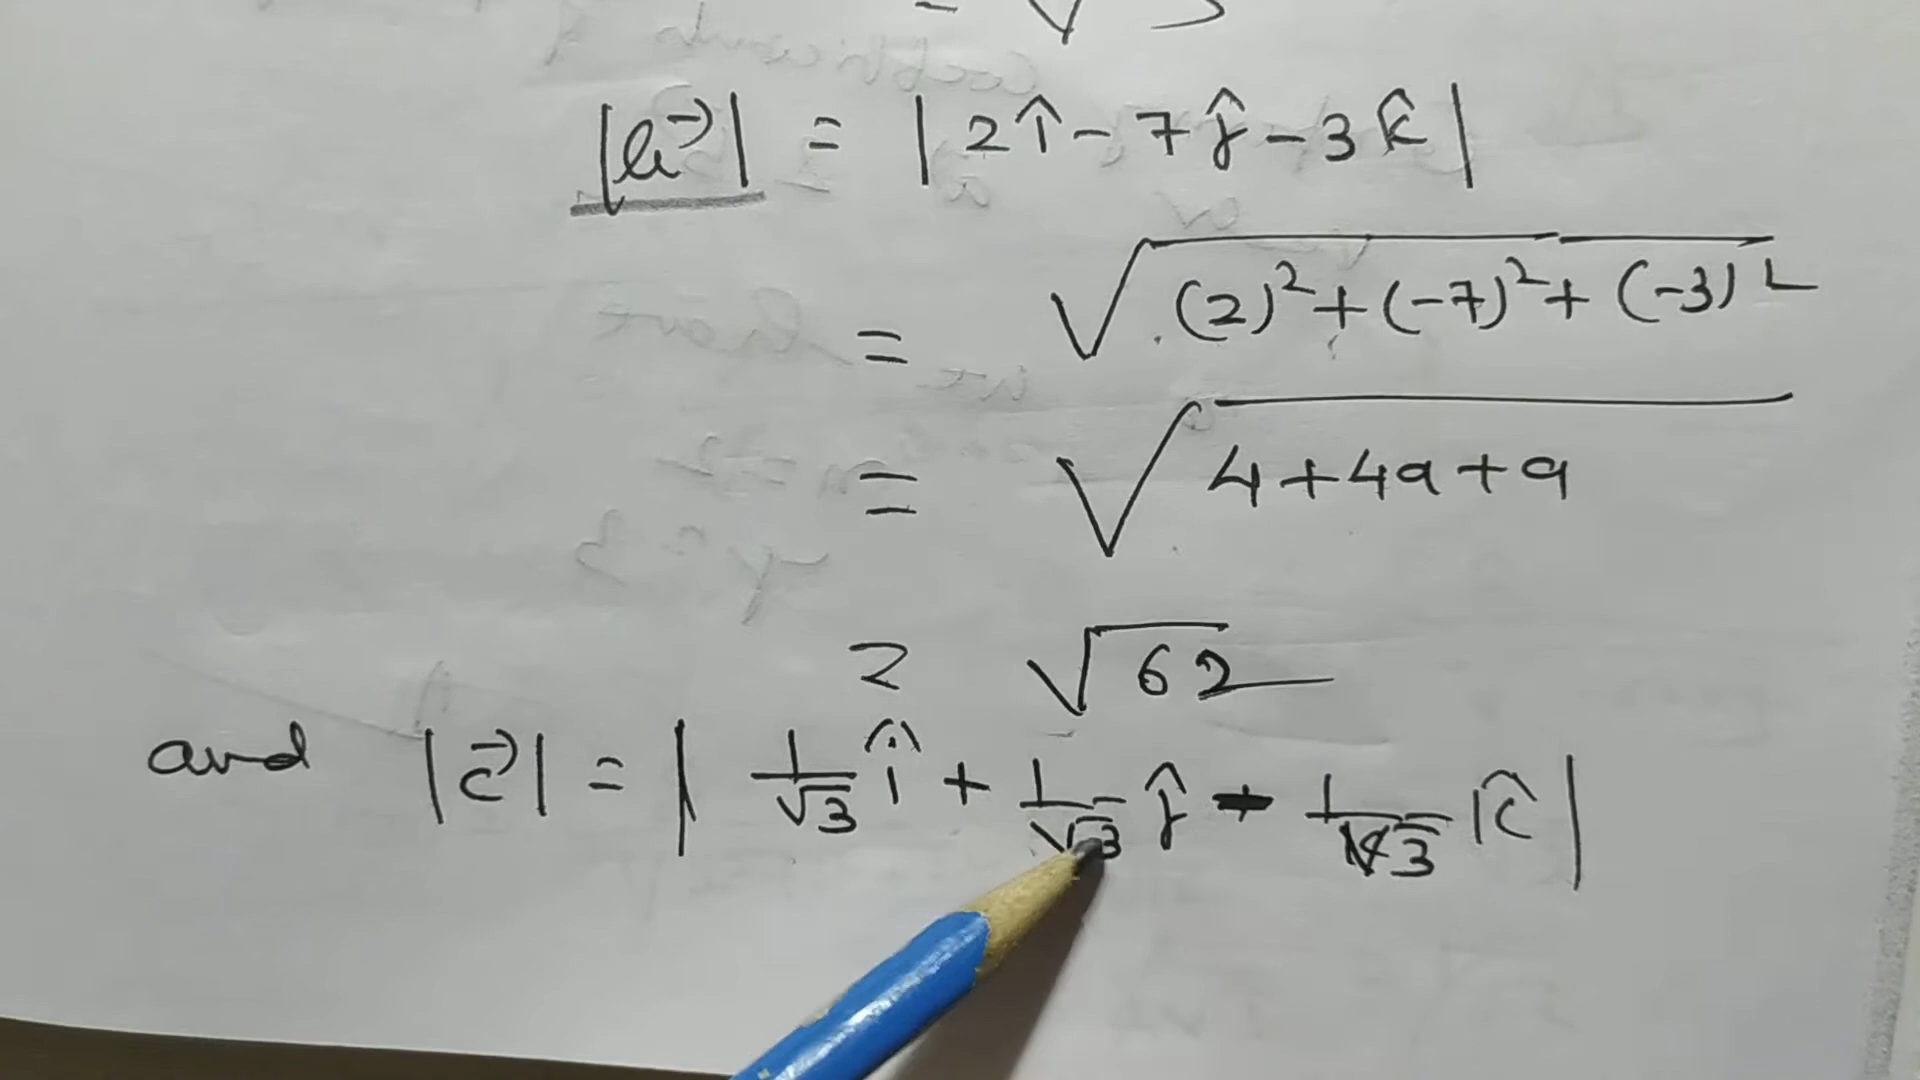 = √3
|b⃗| = |2î - 7ĵ - 3k̂|
= √(2)² + (-7)² + (-3)²
= √4 + 49 + 9
= √62
and |c⃗| = |1/√3 î + 1/√3 ĵ - 1/√3 k̂|